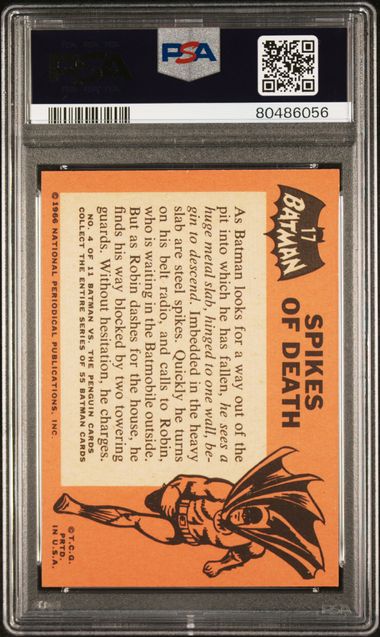 PSA
PSA
80486056
17
BATMAN
SPIKES
OF DEATH
As Batman looks for a way out of the
pit into which he has fallen, he sees a
huge metal slab, hinged to one wall, be-
gin to descend. Imbedded in the heavy
slab are steel spikes. Quickly he turns
on his belt radio, and calls to Robin,
who is waiting in the Batmobile outside.
But as Robin dashes for the house, he
finds his way blocked by two towering
guards. Without hesitation, he charges.
NO. 4 OF 11 BATMAN VS. THE PENGUIN CARDS
COLLECT THE ENTIRE SERIES OF 55 BATMAN CARDS
© 1966 NATIONAL PERIODICAL PUBLICATIONS, INC.
© T.C.G.
PRTD.
IN U.S.A.